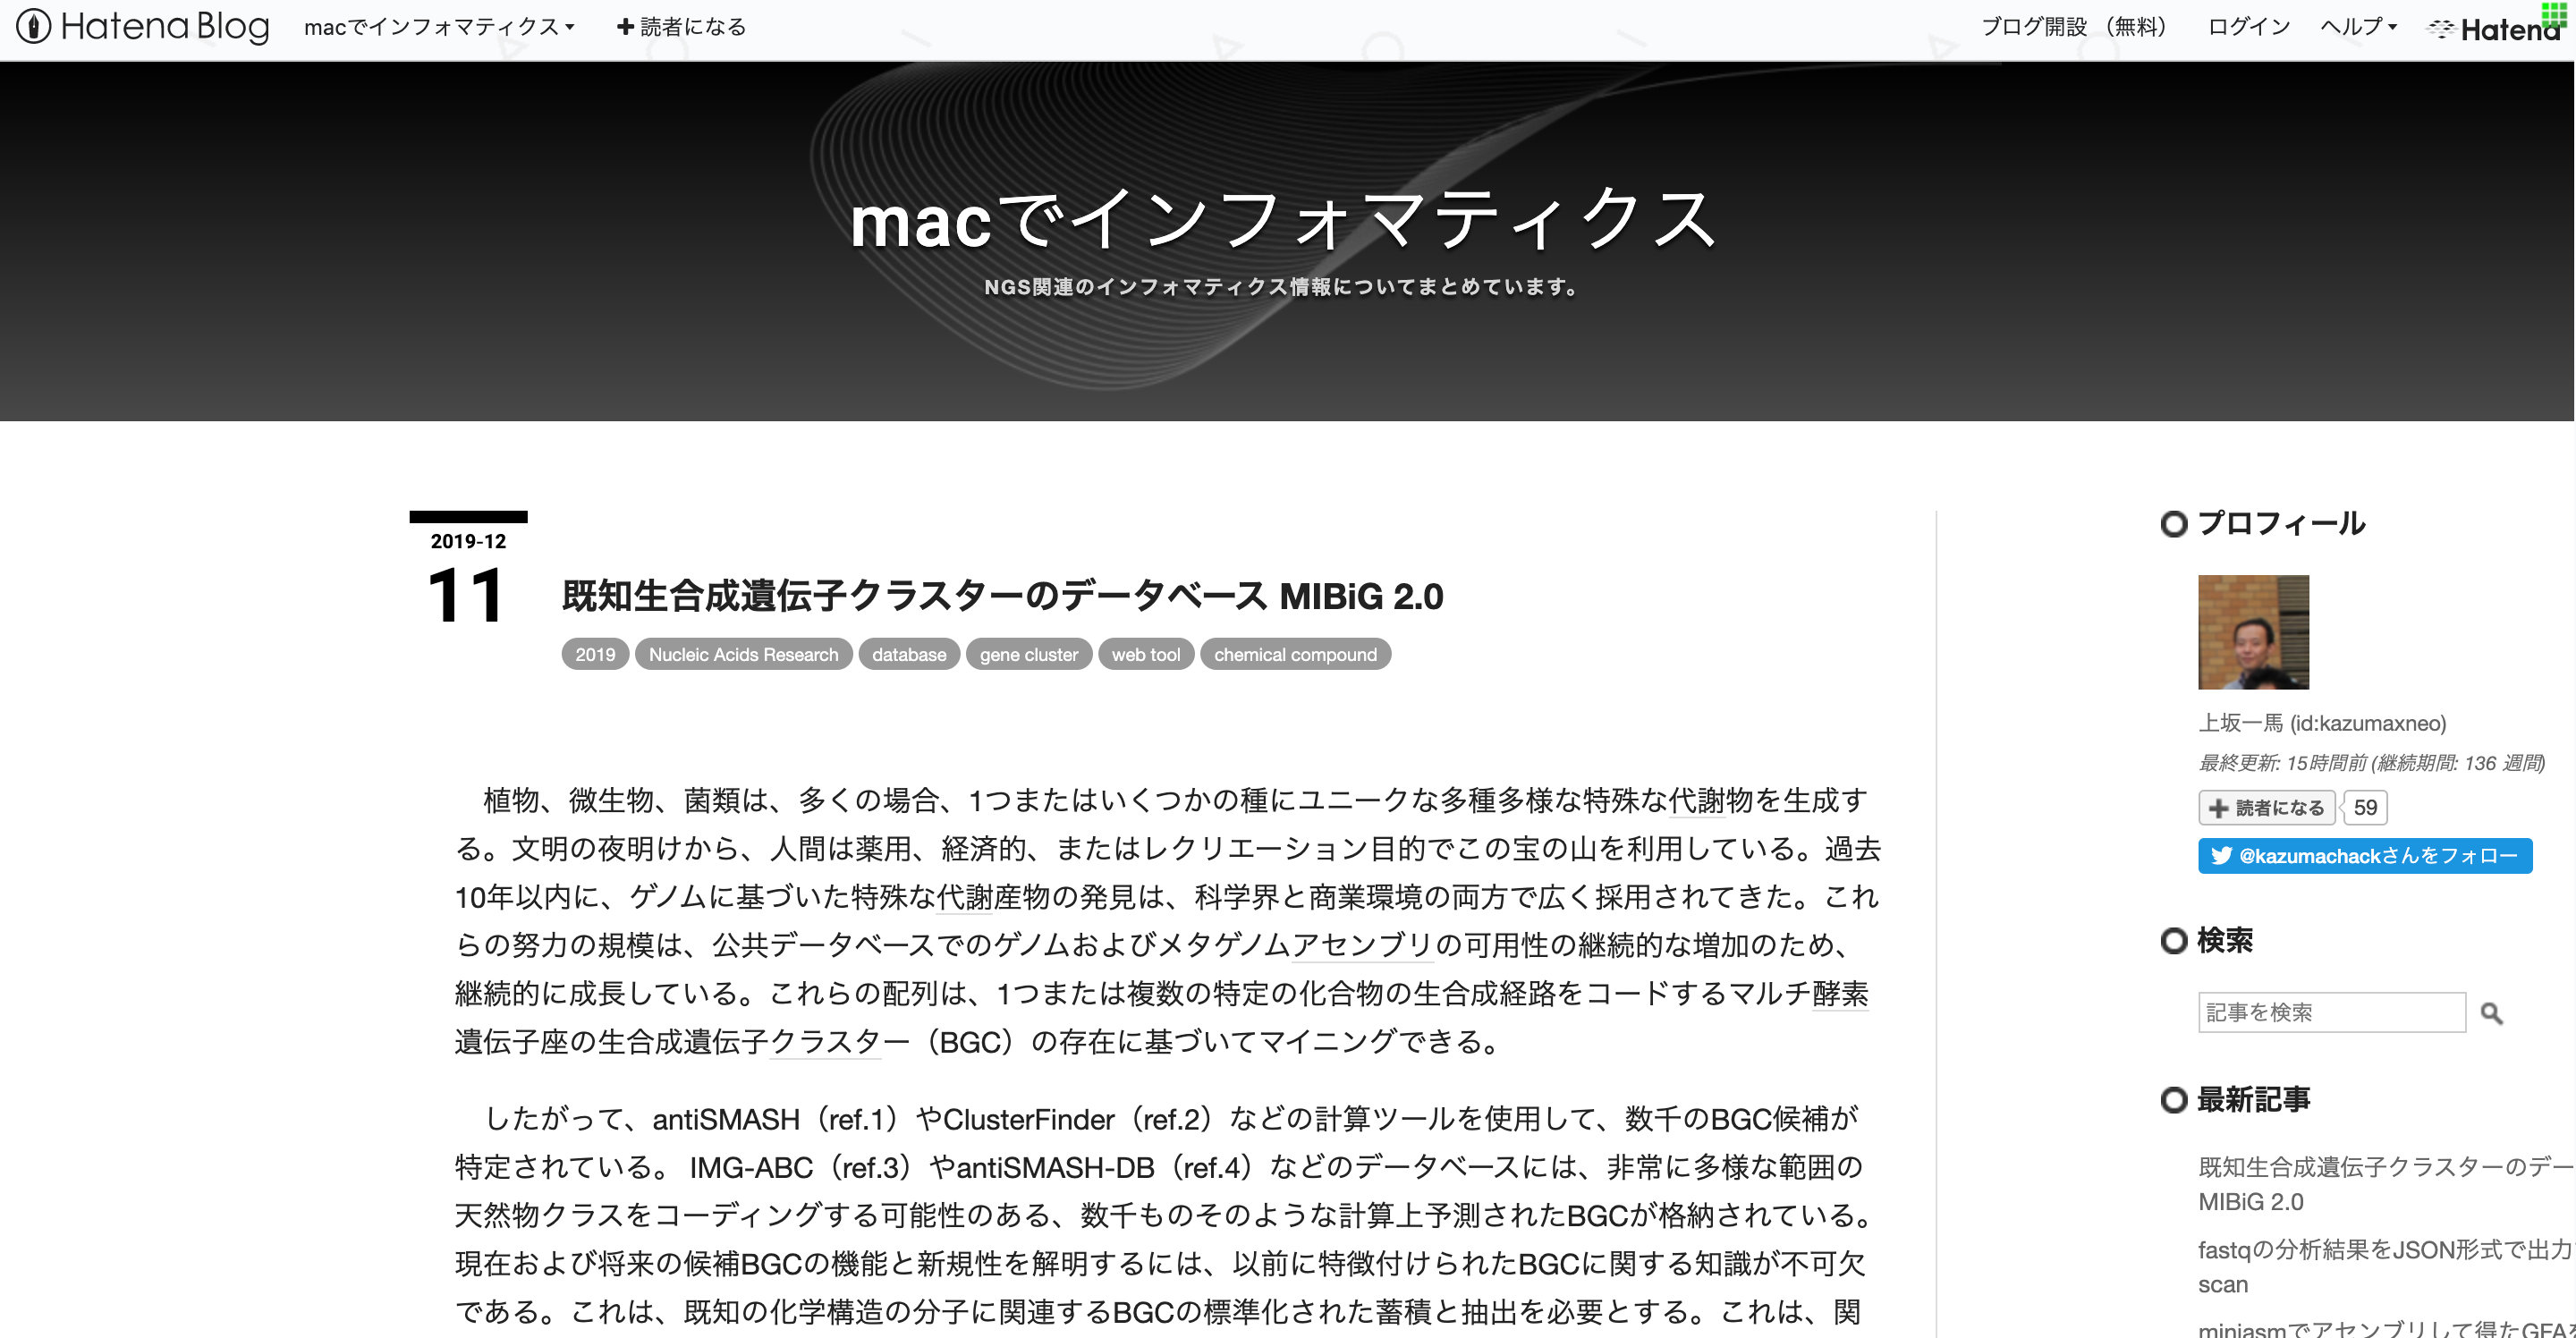 Hatena Blog macでインフォマティクス 読者になる ブログ開設（無料） ログイン ヘルプ Hatena
macでインフォマティクス
NGS関連のインフォマティクス情報についてまとめています。
2019-12
11
既知生合成遺伝子クラスターのデータベース MIBiG 2.0
2019 Nucleic Acids Research database gene cluster web tool chemical compound
植物、微生物、菌類は、多くの場合、1つまたはいくつかの種にユニークな多種多様な特殊な代謝物を生成す
る。文明の夜明けから、人間は薬用、経済的、またはレクリエーション目的でこの宝の山を利用している。過去
10年以内に、ゲノムに基づいた特殊な代謝産物の発見は、科学界と商業環境の両方で広く採用されてきた。これ
らの努力の規模は、公共データベースでのゲノムおよびメタゲノムアセンブリの可用性の継続的な増加のため、
継続的に成長している。これらの配列は、1つまたは複数の特定の化合物の生合成経路をコードするマルチ酵素
遺伝子座の生合成遺伝子クラスター（BGC）の存在に基づいてマイニングできる。
したがって、antiSMASH（ref.1）やClusterFinder（ref.2）などの計算ツールを使用して、数千のBGC候補が
特定されている。 IMG-ABC（ref.3）やantiSMASH-DB（ref.4）などのデータベースには、非常に多様な範囲の
天然物クラスをコーディングする可能性のある、数千ものそのような計算上予測されたBGCが格納されている。
現在および将来の候補BGCの機能と新規性を解明するには、以前に特徴付けられたBGCに関する知識が不可欠
である。これは、既知の化学構造の分子に関連するBGCの標準化された蓄積と抽出を必要とする。これは、関
プロフィール
上坂一馬 (id:kazumaxneo)
最終更新: 15時間前 (継続期間: 136 週間)
読者になる 59
@kazumachackさんをフォロー
検索
記事を検索
最新記事
既知生合成遺伝子クラスターのデー
MIBiG 2.0
fastqの分析結果をJSON形式で出力
scan
miniasmでアセンブリして得たGFA